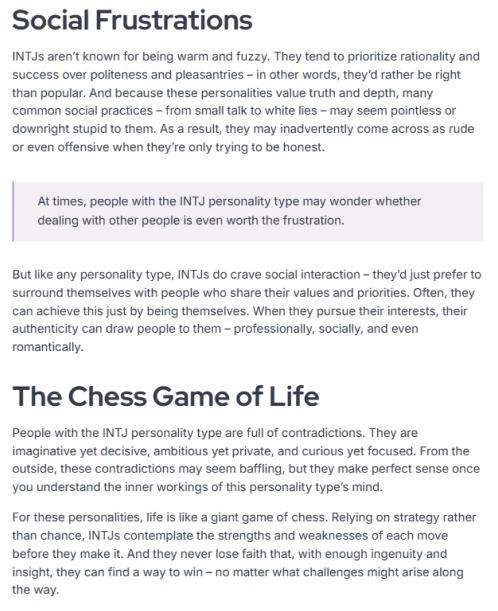 Social Frustrations
INTJs aren’t known for being warm and fuzzy. They tend to prioritize rationality and
success over politeness and pleasantries – in other words, they’d rather be right
than popular. And because these personalities value truth and depth, many
common social practices – from small talk to white lies – may seem pointless or
downright stupid to them. As a result, they may inadvertently come across as rude
or even offensive when they’re only trying to be honest.
At times, people with the INTJ personality type may wonder whether
dealing with other people is even worth the frustration.
But like any personality type, INTJs do crave social interaction – they’d just prefer to
surround themselves with people who share their values and priorities. Often, they
can achieve this just by being themselves. When they pursue their interests, their
authenticity can draw people to them – professionally, socially, and even
romantically.
The Chess Game of Life
People with the INTJ personality type are full of contradictions. They are
imaginative yet decisive, ambitious yet private, and curious yet focused. From the
outside, these contradictions may seem baffling, but they make perfect sense once
you understand the inner workings of this personality type’s mind.
For these personalities, life is like a giant game of chess. Relying on strategy rather
than chance, INTJs contemplate the strengths and weaknesses of each move
before they make it. And they never lose faith that, with enough ingenuity and
insight, they can find a way to win – no matter what challenges might arise along
the way.